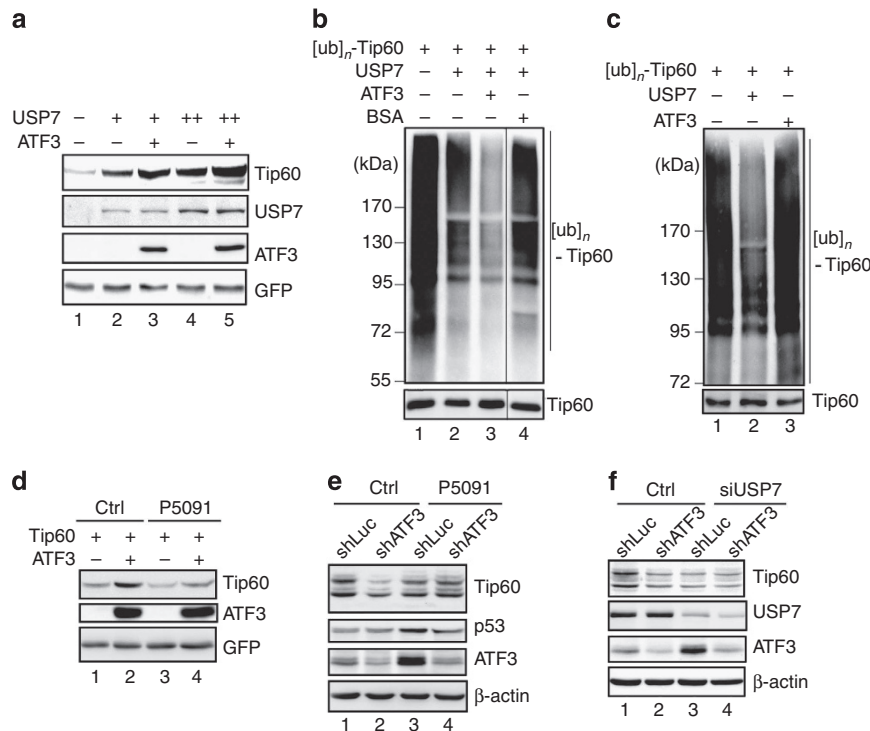 a
USP7 – + + ++ ++
ATF3 – – + – +
Tip60
USP7
ATF3
GFP
1 2 3 4 5
b
[ub]n-Tip60 + + + +
USP7 – + + +
ATF3 – – + –
BSA – – – +
(kDa)
170
130
95
72
55
[ub]n
- Tip60
Tip60
1 2 3 4
c
[ub]n-Tip60 + + +
USP7 – + –
ATF3 – – +
(kDa)
170
130
95
72
[ub]n
- Tip60
Tip60
1 2 3
d
Ctrl P5091
Tip60 + + + +
ATF3 – + – +
Tip60
ATF3
GFP
1 2 3 4
e
Ctrl P5091
shLuc shATF3 shLuc shATF3
Tip60
p53
ATF3
β-actin
1 2 3 4
f
Ctrl siUSP7
shLuc shATF3 shLuc shATF3
Tip60
USP7
ATF3
β-actin
1 2 3 4